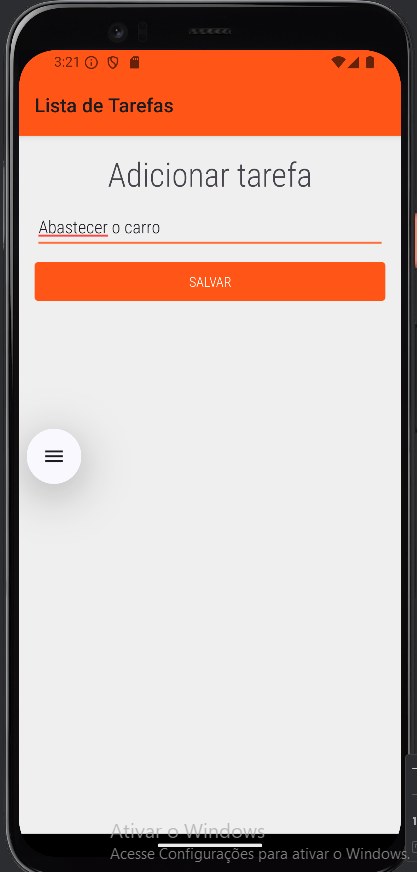 3:21
Lista de Tarefas
Adicionar tarefa
Abastecer o carro
SALVAR
Ativar o Windows
Acesse Configurações para ativar o Windows.